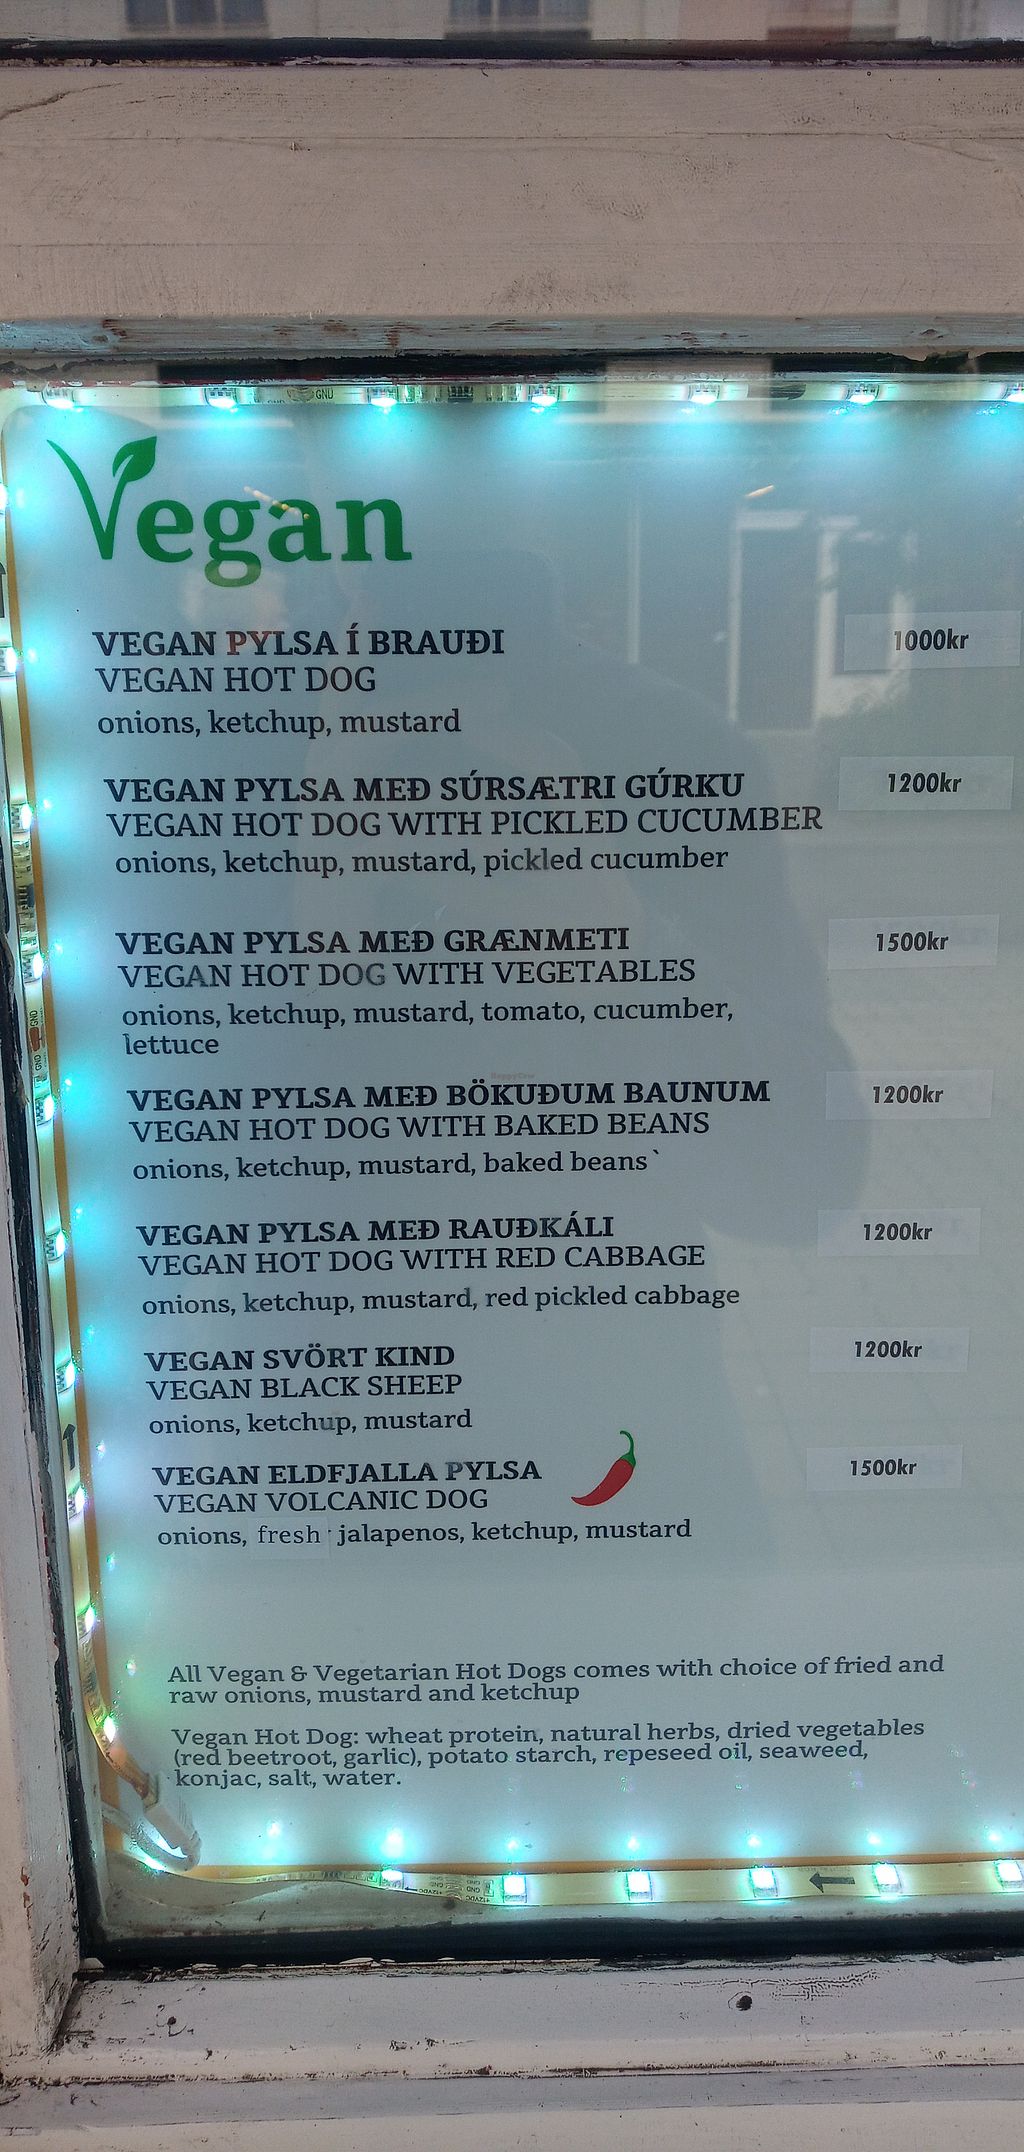 Vegan
VEGAN PYLSA Í BRAUÐI 1000kr
VEGAN HOT DOG
onions, ketchup, mustard
VEGAN PYLSA MEÐ SÚRSÆTRI GÚRKU 1200kr
VEGAN HOT DOG WITH PICKLED CUCUMBER
onions, ketchup, mustard, pickled cucumber
VEGAN PYLSA MEÐ GRÆNMETI 1500kr
VEGAN HOT DOG WITH VEGETABLES
onions, ketchup, mustard, tomato, cucumber,
lettuce
HappyCow
VEGAN PYLSA MEÐ BÖKUÐUM BAUNUM 1200kr
VEGAN HOT DOG WITH BAKED BEANS
onions, ketchup, mustard, baked beans`
VEGAN PYLSA MEÐ RAUÐKÁLI 1200kr
VEGAN HOT DOG WITH RED CABBAGE
onions, ketchup, mustard, red pickled cabbage
VEGAN SVÖRT KIND 1200kr
VEGAN BLACK SHEEP
onions, ketchup, mustard
VEGAN ELDFJALLA PYLSA 1500kr
VEGAN VOLCANIC DOG
onions, fresh jalapenos, ketchup, mustard
All Vegan & Vegetarian Hot Dogs comes with choice of fried and
raw onions, mustard and ketchup
Vegan Hot Dog: wheat protein, natural herbs, dried vegetables
(red beetroot, garlic), potato starch, repeseed oil, seaweed,
konjac, salt, water.